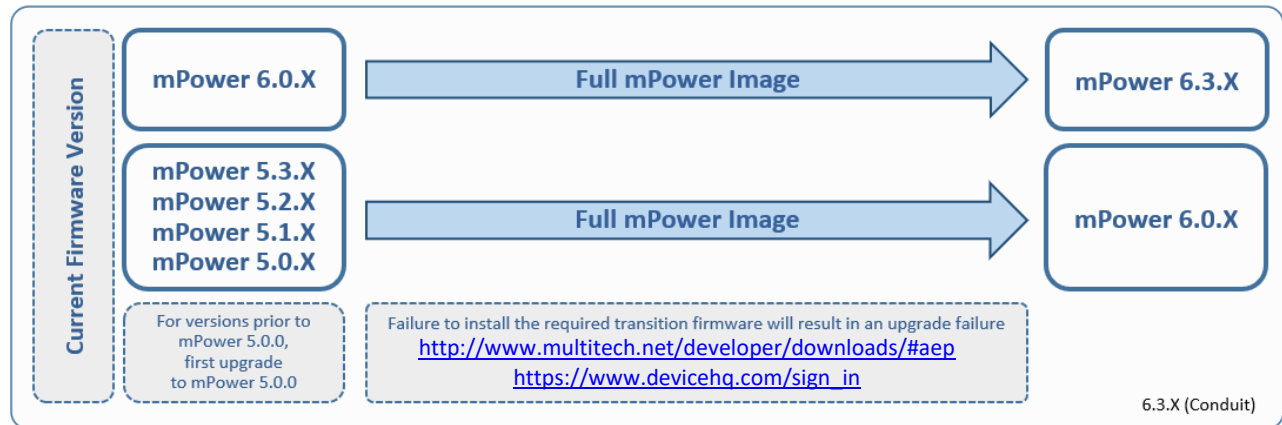 Current Firmware Version
mPower 6.0.X
Full mPower Image
mPower 6.3.X
mPower 5.3.X
mPower 5.2.X
mPower 5.1.X
mPower 5.0.X
Full mPower Image
mPower 6.0.X
For versions prior to
mPower 5.0.0,
first upgrade
to mPower 5.0.0
Failure to install the required transition firmware will result in an upgrade failure
http://www.multitech.net/developer/downloads/#aep
https://www.devicehq.com/sign_in
6.3.X (Conduit)